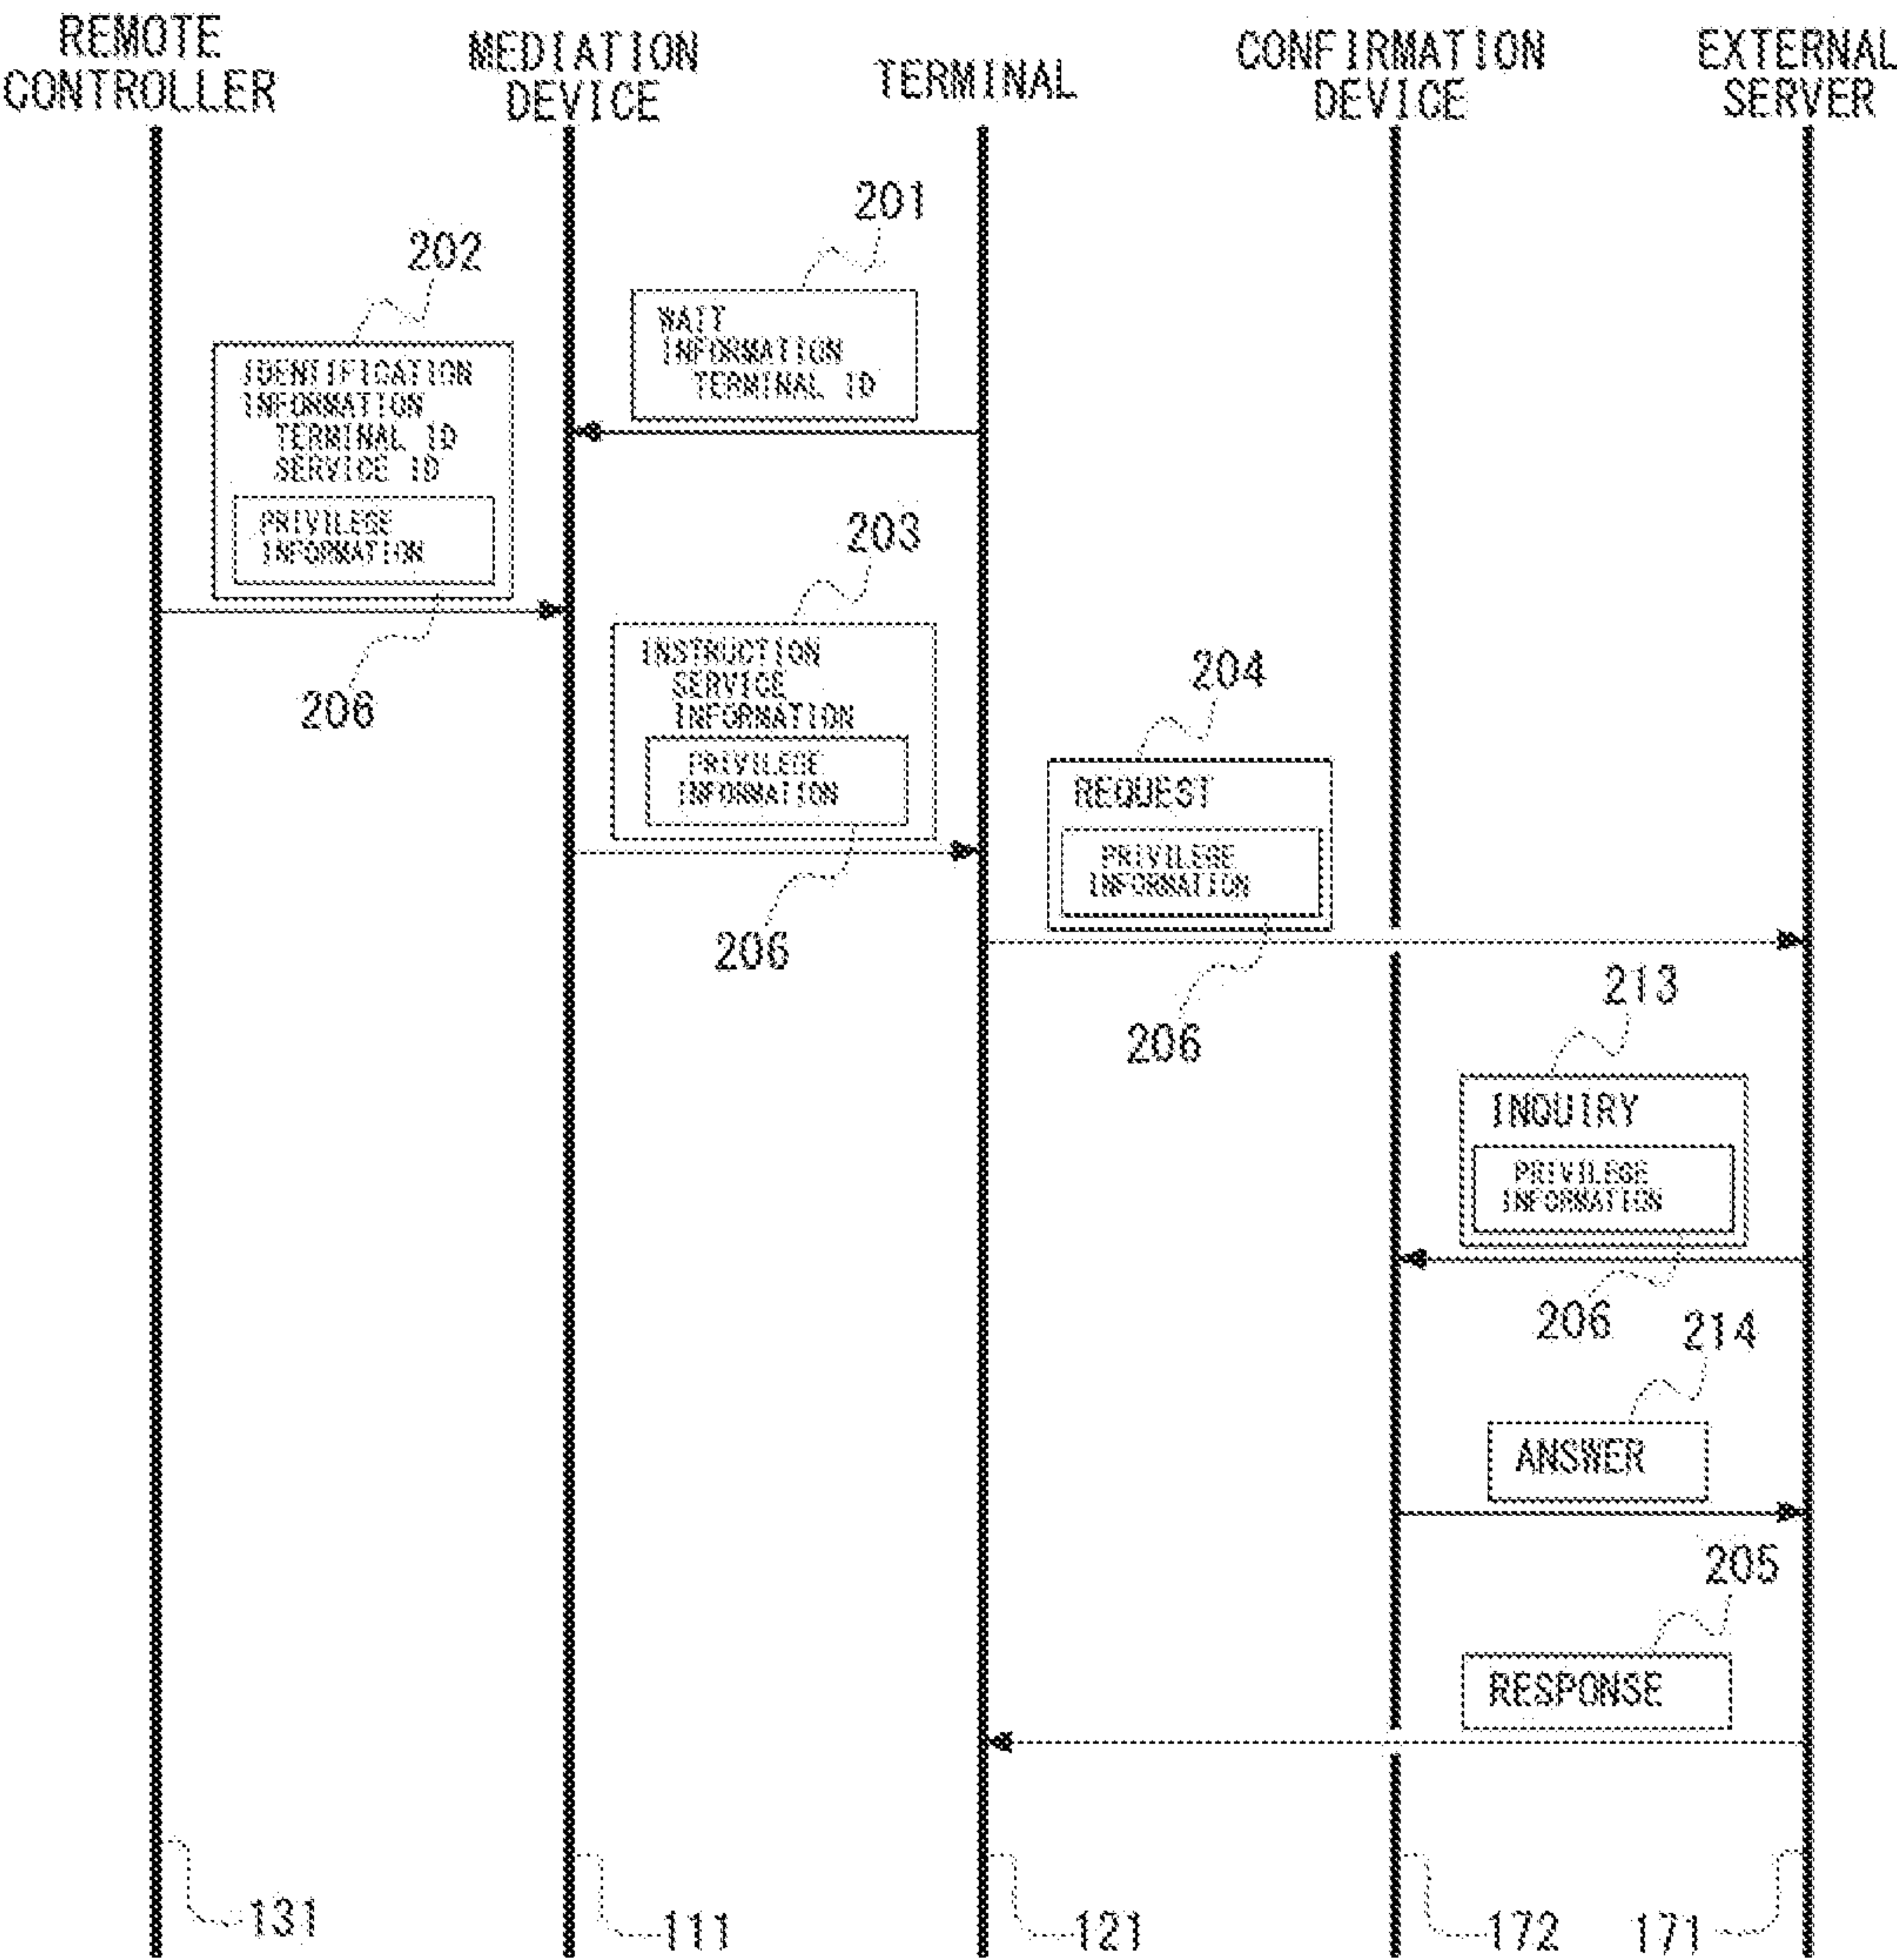 REMOTE
CONTROLLER
MEDIATION
DEVICE
TERMINAL
CONFIRMATION
DEVICE
EXTERNAL
SERVER
201
WAIT
INFORMATION
TERMINAL ID
202
IDENTIFICATION
INFORMATION
TERMINAL ID
SERVICE ID
PRIVILEGE
INFORMATION
206
203
INSTRUCTION
SERVICE
INFORMATION
PRIVILEGE
INFORMATION
206
204
REQUEST
PRIVILEGE
INFORMATION
206
213
INQUIRY
PRIVILEGE
INFORMATION
206
214
ANSWER
205
RESPONSE
131
111
121
172
171